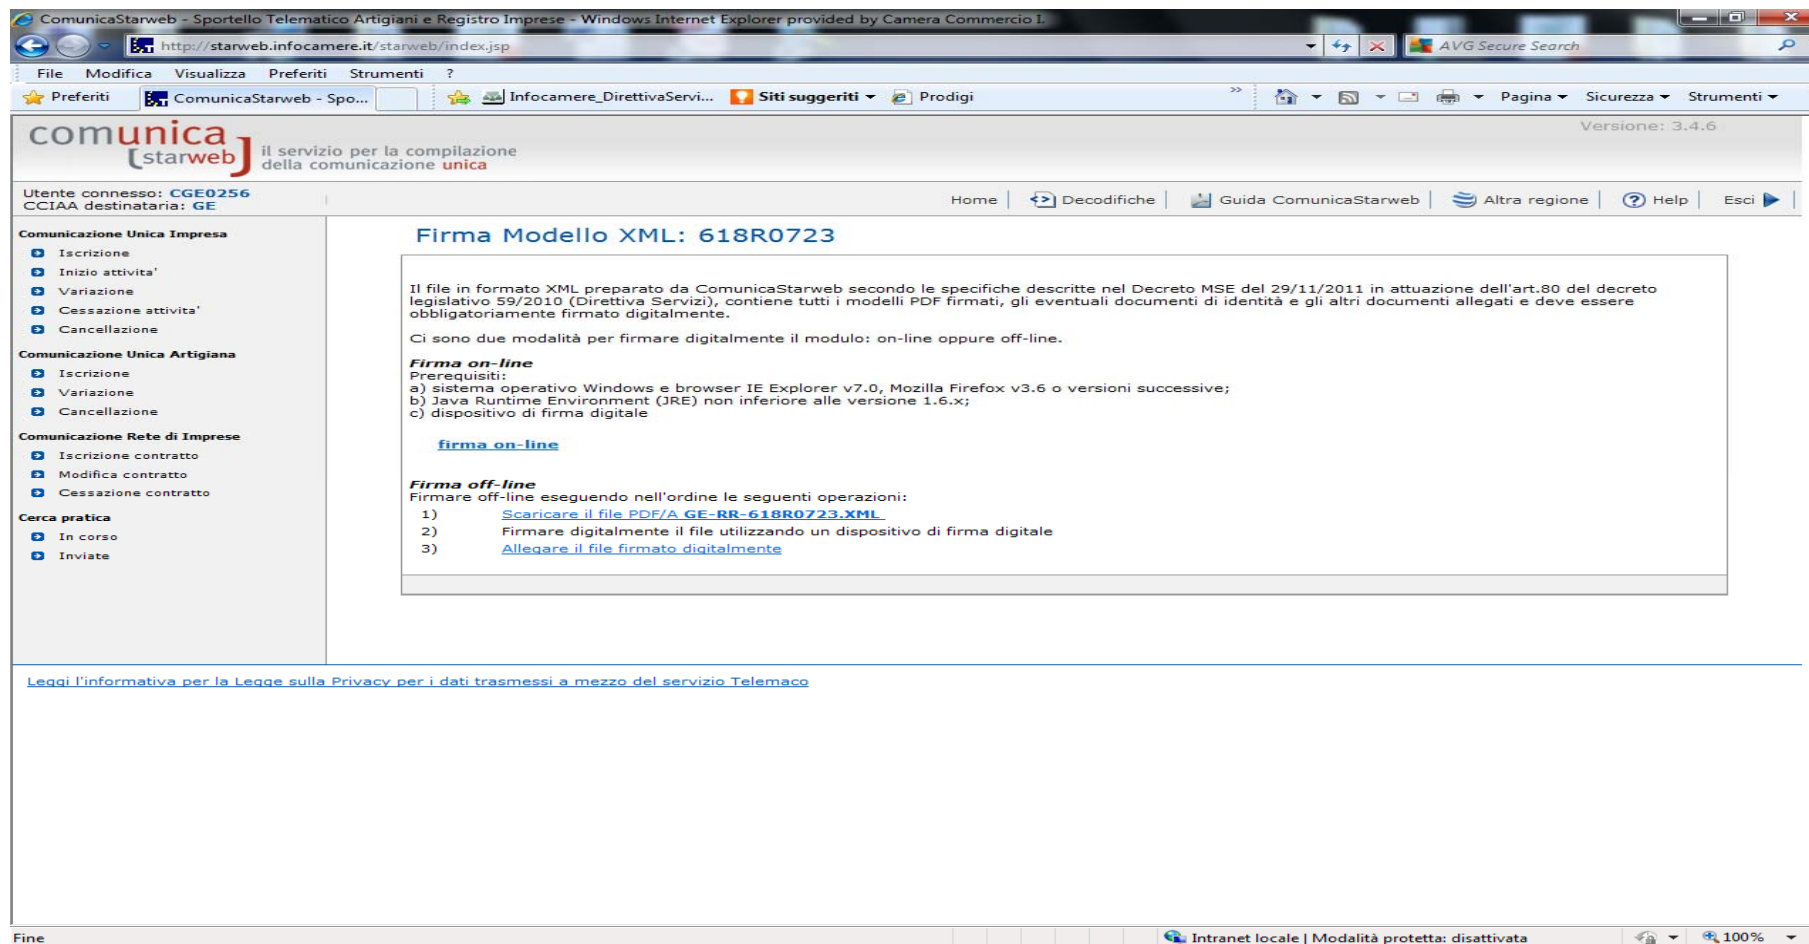 ComunicaStarweb - Sportello Telematico Artigiani e Registro Imprese - Windows Internet Explorer provided by Camera Commercio I.
http://starweb.infocamere.it/starweb/index.jsp
AVG Secure Search
File Modifica Visualizza Preferiti Strumenti ?
Preferiti ComunicaStarweb - Spo... Infocamere_DirettivaServi... Siti suggeriti Prodigi » Pagina Sicurezza Strumenti
comunica
[starweb]
il servizio per la compilazione
della comunicazione unica
Versione: 3.4.6
Utente connesso: CGE0256
CCIAA destinataria: GE
Home Decodifiche Guida ComunicaStarweb Altra regione Help Esci
Comunicazione Unica Impresa
Iscrizione
Inizio attivita'
Variazione
Cessazione attivita'
Cancellazione
Comunicazione Unica Artigiana
Iscrizione
Variazione
Cancellazione
Comunicazione Rete di Imprese
Iscrizione contratto
Modifica contratto
Cessazione contratto
Cerca pratica
In corso
Inviate
Firma Modello XML: 618R0723
Il file in formato XML preparato da ComunicaStarweb secondo le specifiche descritte nel Decreto MSE del 29/11/2011 in attuazione dell'art.80 del decreto
legislativo 59/2010 (Direttiva Servizi), contiene tutti i modelli PDF firmati, gli eventuali documenti di identità e gli altri documenti allegati e deve essere
obbligatoriamente firmato digitalmente.
Ci sono due modalità per firmare digitalmente il modulo: on-line oppure off-line.
Firma on-line
Prerequisiti:
a) sistema operativo Windows e browser IE Explorer v7.0, Mozilla Firefox v3.6 o versioni successive;
b) Java Runtime Environment (JRE) non inferiore alle versione 1.6.x;
c) dispositivo di firma digitale
firma on-line
Firma off-line
Firmare off-line eseguendo nell'ordine le seguenti operazioni:
1) Scaricare il file PDF/A GE-RR-618R0723.XML
2) Firmare digitalmente il file utilizzando un dispositivo di firma digitale
3) Allegare il file firmato digitalmente
Leggi l'informativa per la Legge sulla Privacy per i dati trasmessi a mezzo del servizio Telemaco
Fine
Intranet locale | Modalità protetta: disattivata
100%